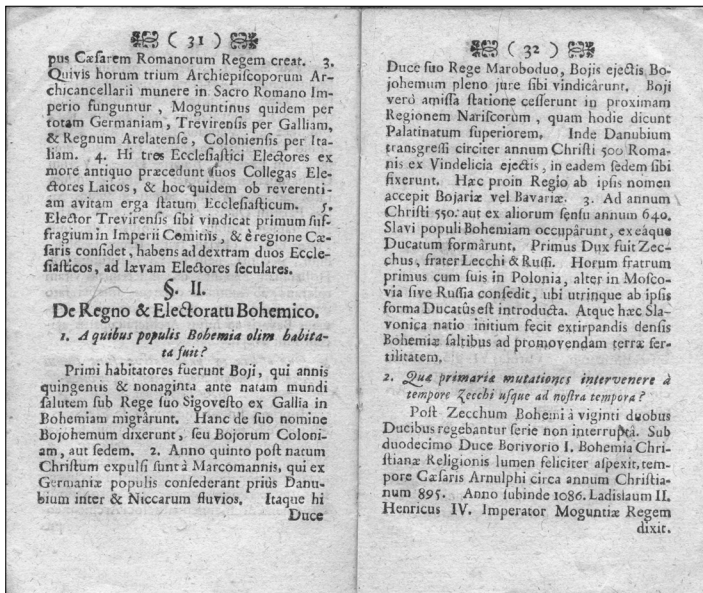 ( 31 )
pus Cæsarem Romanorum Regem creat. 3.
Quivis horum trium Archiepiscoporum Ar-
chicancellarii munere in Sacro Romano Im-
perio funguntur, Moguntinus quidem per
totam Germaniam, Trevirensis per Galliam,
& Regnum Arelatense, Coloniensis per Ita-
liam. 4. Hi tres Ecclesiastici Electores ex
more antiquo præcedunt suos Collegas Ele-
ctores Laicos, & hoc quidem ob reverenti-
am avitam erga statum Ecclesiasticum. 5.
Elector Trevirensis sibi vindicat primum suf-
fragium in Imperii Comitiis, & è regione Cæ-
saris consídet, habens ad dextram duos Eccle-
siasticos, ad lævam Electores seculares.
§. II.
De Regno & Electoratu Bohemico.
1. A quibus populis Bohemia olim habita-
ta fuit?
Primi habitatores fuerunt Boji, qui annis
quingentis & nonaginta ante natam mundi
salutem sub Rege suo Sigovesto ex Gallia in
Bohemiam migrârunt. Hanc de suo nomine
Bojohemum dixerunt, seu Bojorum Coloni-
am, aut sedem. 2. Anno quinto post natum
Christum expulsi sunt à Marcomannis, qui ex
Germaniæ populis consederant priùs Danu-
bium inter & Niccarum fluvios. Itaque hi
Duce
( 32 )
Duce suo Rege Maroboduo, Bojis ejectis Bo-
johemum pleno jure sibi vindicârunt. Boji
verò amissa statione cesserunt in proximam
Regionem Nariscorum, quam hodie dicunt
Palatinatum superiorem. Inde Danubium
transgressi circiter annum Christi 500 Roma-
nis ex Vindelicia ejectis, in eadem sedem sibi
fixerunt. Hæc proin Regio ab ipsis nomen
accepit Bojariæ vel Bavariæ. 3. Ad annum
Christi 550. aut ex aliorum sensu annum 640.
Slavi populi Bohemiam occupârunt, ex eáque
Ducatum formârunt. Primus Dux fuit Zec-
chus, frater Lecchi & Russi. Horum fratrum
primus cum suis in Polonia, alter in Mosco-
via sive Russia consedit, ubi utrinque ab ipsis
forma Ducatûs est introducta. Atque hæc Sla-
vonica natio initium fecit extirpandis densis
Bohemiæ saltibus ad promovendam terræ fer-
tilitatem.
2. Quæ primariæ mutationes intervenere à
tempore Zecchi usque ad nostra tempora?
Post Zecchum Bohemi à viginti duobus
Ducibus regebantur serie non interruptâ. Sub
duodecimo Duce Borivorio I. Bohemia Chri-
stianæ Religionis lumen feliciter aspexit, tem-
pore Cæsaris Arnulphi circa annum Christia-
num 895. Anno subinde 1086. Ladislaum II.
Henricus IV. Imperator Moguntiæ Regem
dixit.